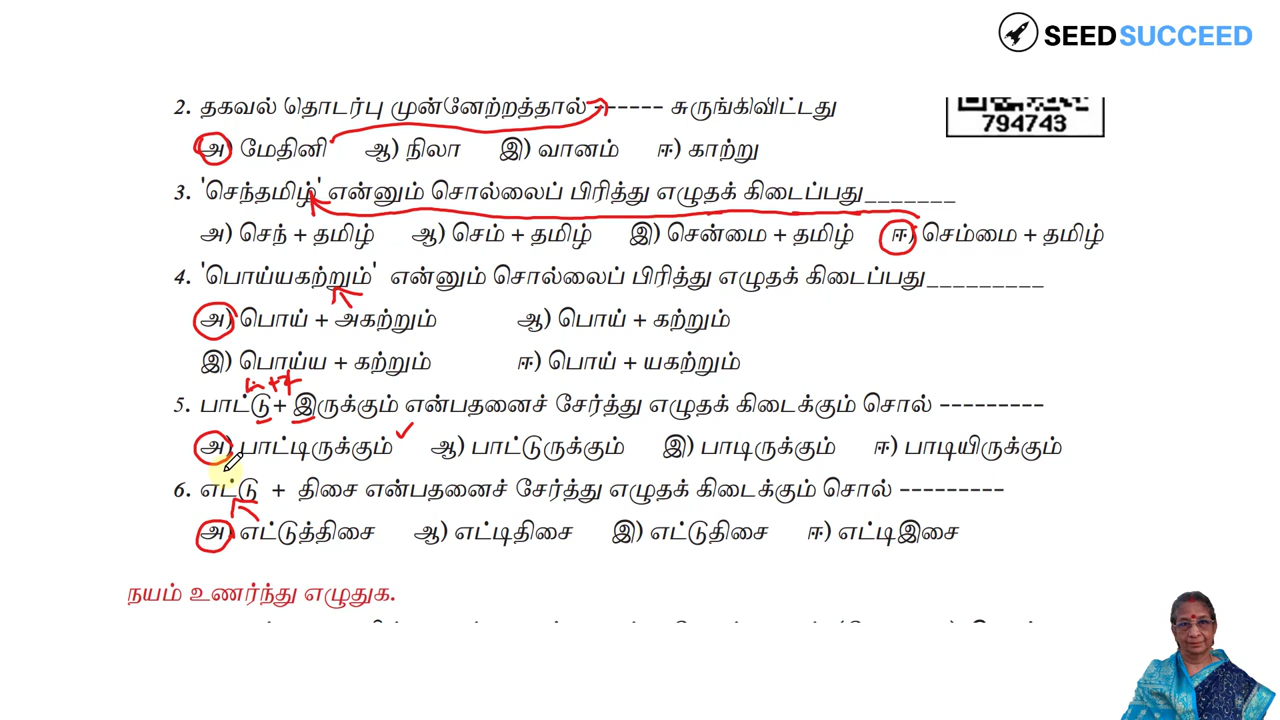 SEEDSUCCEED
2. தகவல் தொடர்பு முன்னேற்றத்தால் ------ சுருங்கிவிட்டது
794743
அ) மேதினி ஆ) நிலா இ) வானம் ஈ) காற்று
3. 'செந்தமிழ்' என்னும் சொல்லைப் பிரித்து எழுதக் கிடைப்பது_______
அ) செந் + தமிழ் ஆ) செம் + தமிழ் இ) சென்மை + தமிழ் ஈ) செம்மை + தமிழ்
4. 'பொய்யகற்றும்' என்னும் சொல்லைப் பிரித்து எழுதக் கிடைப்பது_________
அ) பொய் + அகற்றும் ஆ) பொய் + கற்றும்
இ) பொய்ய + கற்றும் ஈ) பொய் + யகற்றும்
5. பாட்டு+ இருக்கும் என்பதனைச் சேர்த்து எழுதக் கிடைக்கும் சொல் ---------
அ) பாட்டிருக்கும் ஆ) பாட்டுருக்கும் இ) பாடிருக்கும் ஈ) பாடியிருக்கும்
6. எட்டு + திசை என்பதனைச் சேர்த்து எழுதக் கிடைக்கும் சொல் ---------
அ) எட்டுத்திசை ஆ) எட்டிதிசை இ) எட்டுதிசை ஈ) எட்டிஇசை
நயம் உணர்ந்து எழுதுக.